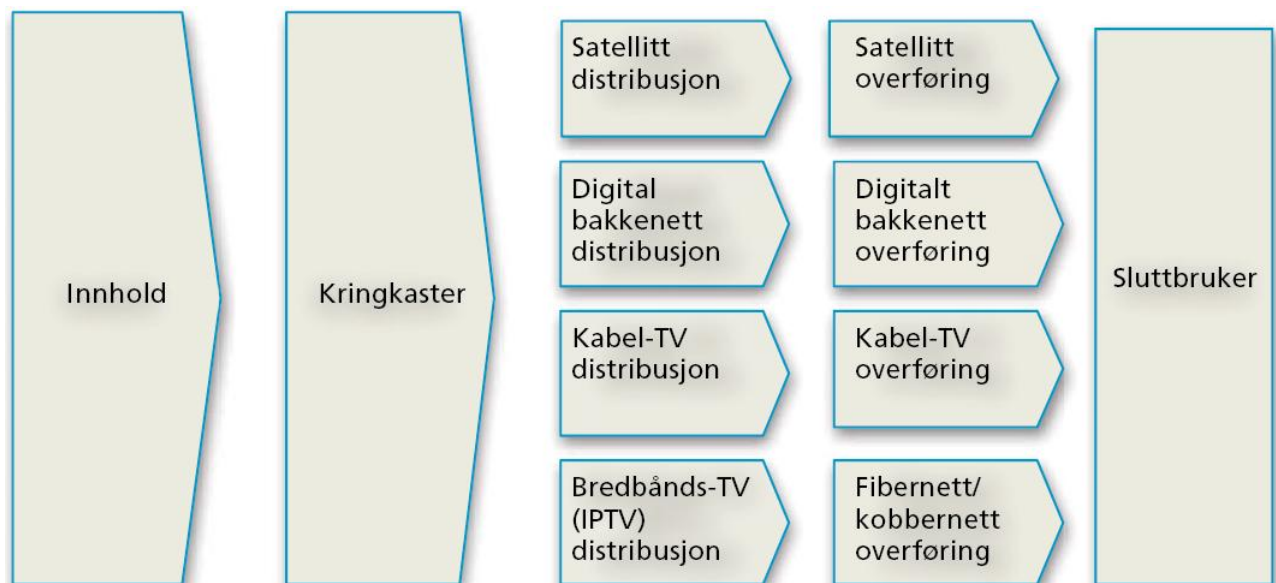 Innhold
Kringkaster
Satellitt
distribusjon
Digital
bakkenett
distribusjon
Kabel-TV
distribusjon
Bredbånds-TV
(IPTV)
distribusjon
Satellitt
overføring
Digitalt
bakkenett
overføring
Kabel-TV
overføring
Fibernett/
kobbernett
overføring
Sluttbruker